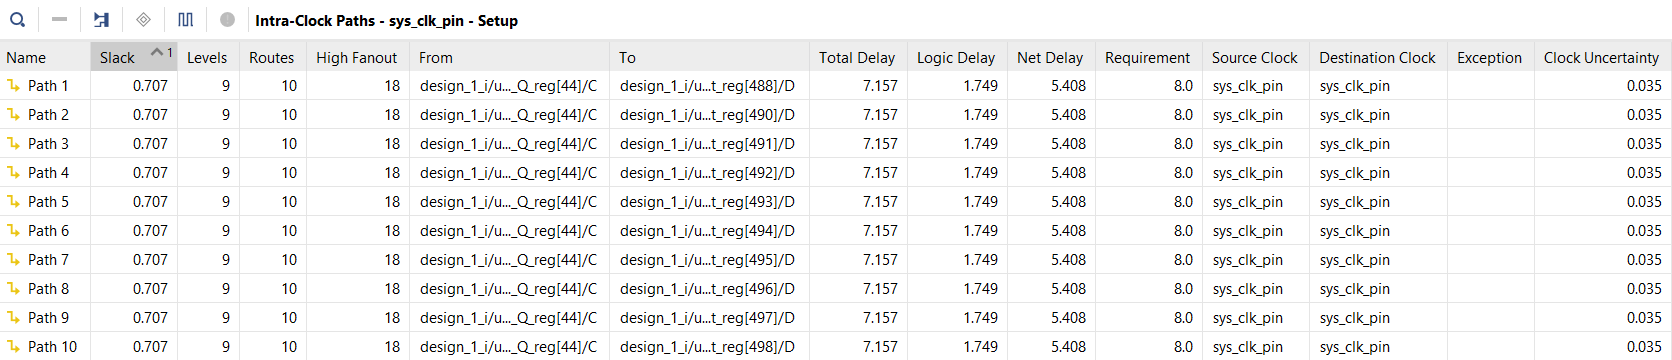 Intra-Clock Paths - sys_clk_pin - Setup
Name Slack 1 Levels Routes High Fanout From To Total Delay Logic Delay Net Delay Requirement Source Clock Destination Clock Exception Clock Uncertainty
Path 1 0.707 9 10 18 design_1_i/u..._Q_reg[44]/C design_1_i/u...t_reg[488]/D 7.157 1.749 5.408 8.0 sys_clk_pin sys_clk_pin 0.035
Path 2 0.707 9 10 18 design_1_i/u..._Q_reg[44]/C design_1_i/u...t_reg[490]/D 7.157 1.749 5.408 8.0 sys_clk_pin sys_clk_pin 0.035
Path 3 0.707 9 10 18 design_1_i/u..._Q_reg[44]/C design_1_i/u...t_reg[491]/D 7.157 1.749 5.408 8.0 sys_clk_pin sys_clk_pin 0.035
Path 4 0.707 9 10 18 design_1_i/u..._Q_reg[44]/C design_1_i/u...t_reg[492]/D 7.157 1.749 5.408 8.0 sys_clk_pin sys_clk_pin 0.035
Path 5 0.707 9 10 18 design_1_i/u..._Q_reg[44]/C design_1_i/u...t_reg[493]/D 7.157 1.749 5.408 8.0 sys_clk_pin sys_clk_pin 0.035
Path 6 0.707 9 10 18 design_1_i/u..._Q_reg[44]/C design_1_i/u...t_reg[494]/D 7.157 1.749 5.408 8.0 sys_clk_pin sys_clk_pin 0.035
Path 7 0.707 9 10 18 design_1_i/u..._Q_reg[44]/C design_1_i/u...t_reg[495]/D 7.157 1.749 5.408 8.0 sys_clk_pin sys_clk_pin 0.035
Path 8 0.707 9 10 18 design_1_i/u..._Q_reg[44]/C design_1_i/u...t_reg[496]/D 7.157 1.749 5.408 8.0 sys_clk_pin sys_clk_pin 0.035
Path 9 0.707 9 10 18 design_1_i/u..._Q_reg[44]/C design_1_i/u...t_reg[497]/D 7.157 1.749 5.408 8.0 sys_clk_pin sys_clk_pin 0.035
Path 10 0.707 9 10 18 design_1_i/u..._Q_reg[44]/C design_1_i/u...t_reg[498]/D 7.157 1.749 5.408 8.0 sys_clk_pin sys_clk_pin 0.035